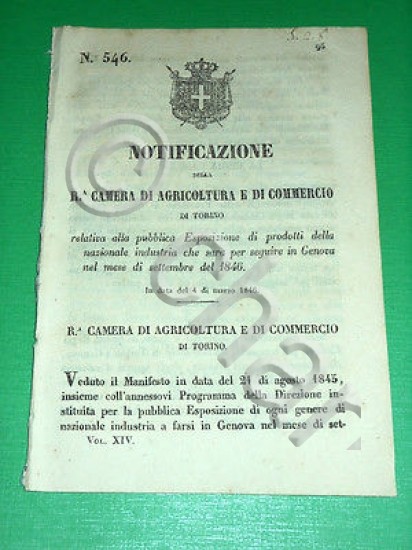 N. 546.
NOTIFICAZIONE
DELLA
R.ª CAMERA DI AGRICOLTURA E DI COMMERCIO
DI TORINO
relativa alla pubblica Esposizione di prodotti della
nazionale industria che sarà per seguire in Genova
nel mese di settembre del 1846.
In data del 4 di marzo 1846
R.ª CAMERA DI AGRICOLTURA E DI COMMERCIO
DI TORINO.
Veduto il Manifesto in data del 21 di agosto 1845,
insieme coll'annessovi Programma della Direzione in-
stituita per la pubblica Esposizione di ogni genere di
nazionale industria a farsi in Genova nel mese di set-
VOL. XIV.